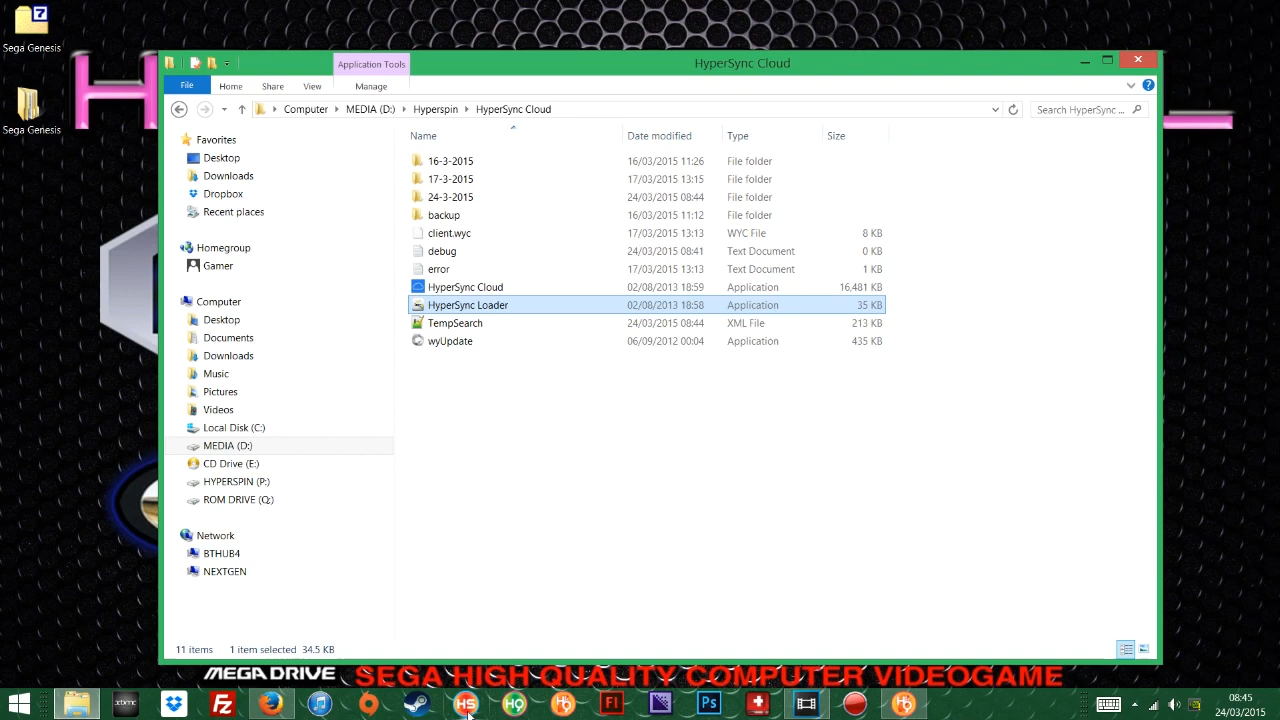 Sega Genesis
Sega Genesis
Application Tools
HyperSync Cloud
File Home Share View Manage
Computer MEDIA (D:) Hyperspin HyperSync Cloud
Search HyperSync ...
Name Date modified Type Size
16-3-2015 16/03/2015 11:26 File folder
17-3-2015 17/03/2015 13:15 File folder
24-3-2015 24/03/2015 08:44 File folder
backup 16/03/2015 11:12 File folder
client.wyc 17/03/2015 13:13 WYC File 8 KB
debug 24/03/2015 08:41 Text Document 0 KB
error 17/03/2015 13:13 Text Document 1 KB
HyperSync Cloud 02/08/2013 18:59 Application 16,481 KB
HyperSync Loader 02/08/2013 18:58 Application 35 KB
TempSearch 24/03/2015 08:44 XML File 213 KB
wyUpdate 06/09/2012 00:04 Application 435 KB
Favorites
Desktop
Downloads
Dropbox
Recent places
Homegroup
Gamer
Computer
Desktop
Documents
Downloads
Music
Pictures
Videos
Local Disk (C:)
MEDIA (D:)
CD Drive (E:)
HYPERSPIN (P:)
ROM DRIVE (Q:)
Network
BTHUB4
NEXTGEN
11 items 1 item selected 34.5 KB
MEGA DRIVE SEGA HIGH QUALITY COMPUTER VIDEOGAME
xbmc Fz HS HQ Fl Ps
08:45
24/03/2015